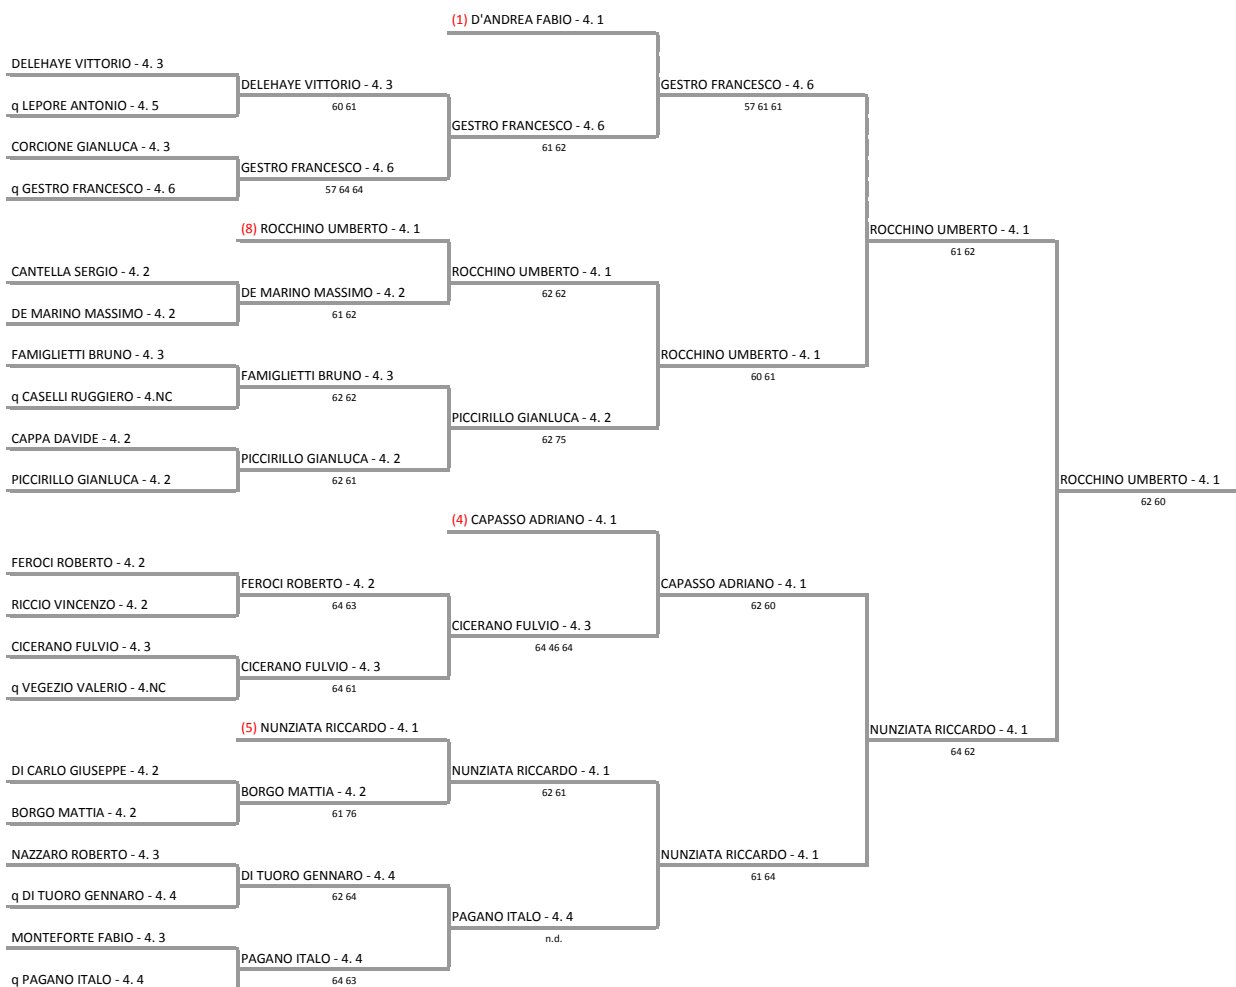 (1) D'ANDREA FABIO - 4. 1
DELEHAYE VITTORIO - 4. 3
DELEHAYE VITTORIO - 4. 3
GESTRO FRANCESCO - 4. 6
q LEPORE ANTONIO - 4. 5
60 61
57 61 61
GESTRO FRANCESCO - 4. 6
CORCIONE GIANLUCA - 4. 3
61 62
GESTRO FRANCESCO - 4. 6
q GESTRO FRANCESCO - 4. 6
57 64 64
(8) ROCCHINO UMBERTO - 4. 1
ROCCHINO UMBERTO - 4. 1
61 62
CANTELLA SERGIO - 4. 2
ROCCHINO UMBERTO - 4. 1
DE MARINO MASSIMO - 4. 2
62 62
DE MARINO MASSIMO - 4. 2
61 62
FAMIGLIETTI BRUNO - 4. 3
ROCCHINO UMBERTO - 4. 1
FAMIGLIETTI BRUNO - 4. 3
60 61
q CASELLI RUGGIERO - 4.NC
62 62
PICCIRILLO GIANLUCA - 4. 2
CAPPA DAVIDE - 4. 2
62 75
PICCIRILLO GIANLUCA - 4. 2
PICCIRILLO GIANLUCA - 4. 2
62 61
ROCCHINO UMBERTO - 4. 1
62 60
(4) CAPASSO ADRIANO - 4. 1
FEROCI ROBERTO - 4. 2
FEROCI ROBERTO - 4. 2
CAPASSO ADRIANO - 4. 1
RICCIO VINCENZO - 4. 2
64 63
62 60
CICERANO FULVIO - 4. 3
CICERANO FULVIO - 4. 3
64 46 64
CICERANO FULVIO - 4. 3
q VEGEZIO VALERIO - 4.NC
64 61
(5) NUNZIATA RICCARDO - 4. 1
NUNZIATA RICCARDO - 4. 1
64 62
DI CARLO GIUSEPPE - 4. 2
NUNZIATA RICCARDO - 4. 1
BORGO MATTIA - 4. 2
62 61
BORGO MATTIA - 4. 2
61 76
NAZZARO ROBERTO - 4. 3
NUNZIATA RICCARDO - 4. 1
DI TUORO GENNARO - 4. 4
61 64
q DI TUORO GENNARO - 4. 4
62 64
PAGANO ITALO - 4. 4
MONTEFORTE FABIO - 4. 3
n.d.
PAGANO ITALO - 4. 4
q PAGANO ITALO - 4. 4
64 63